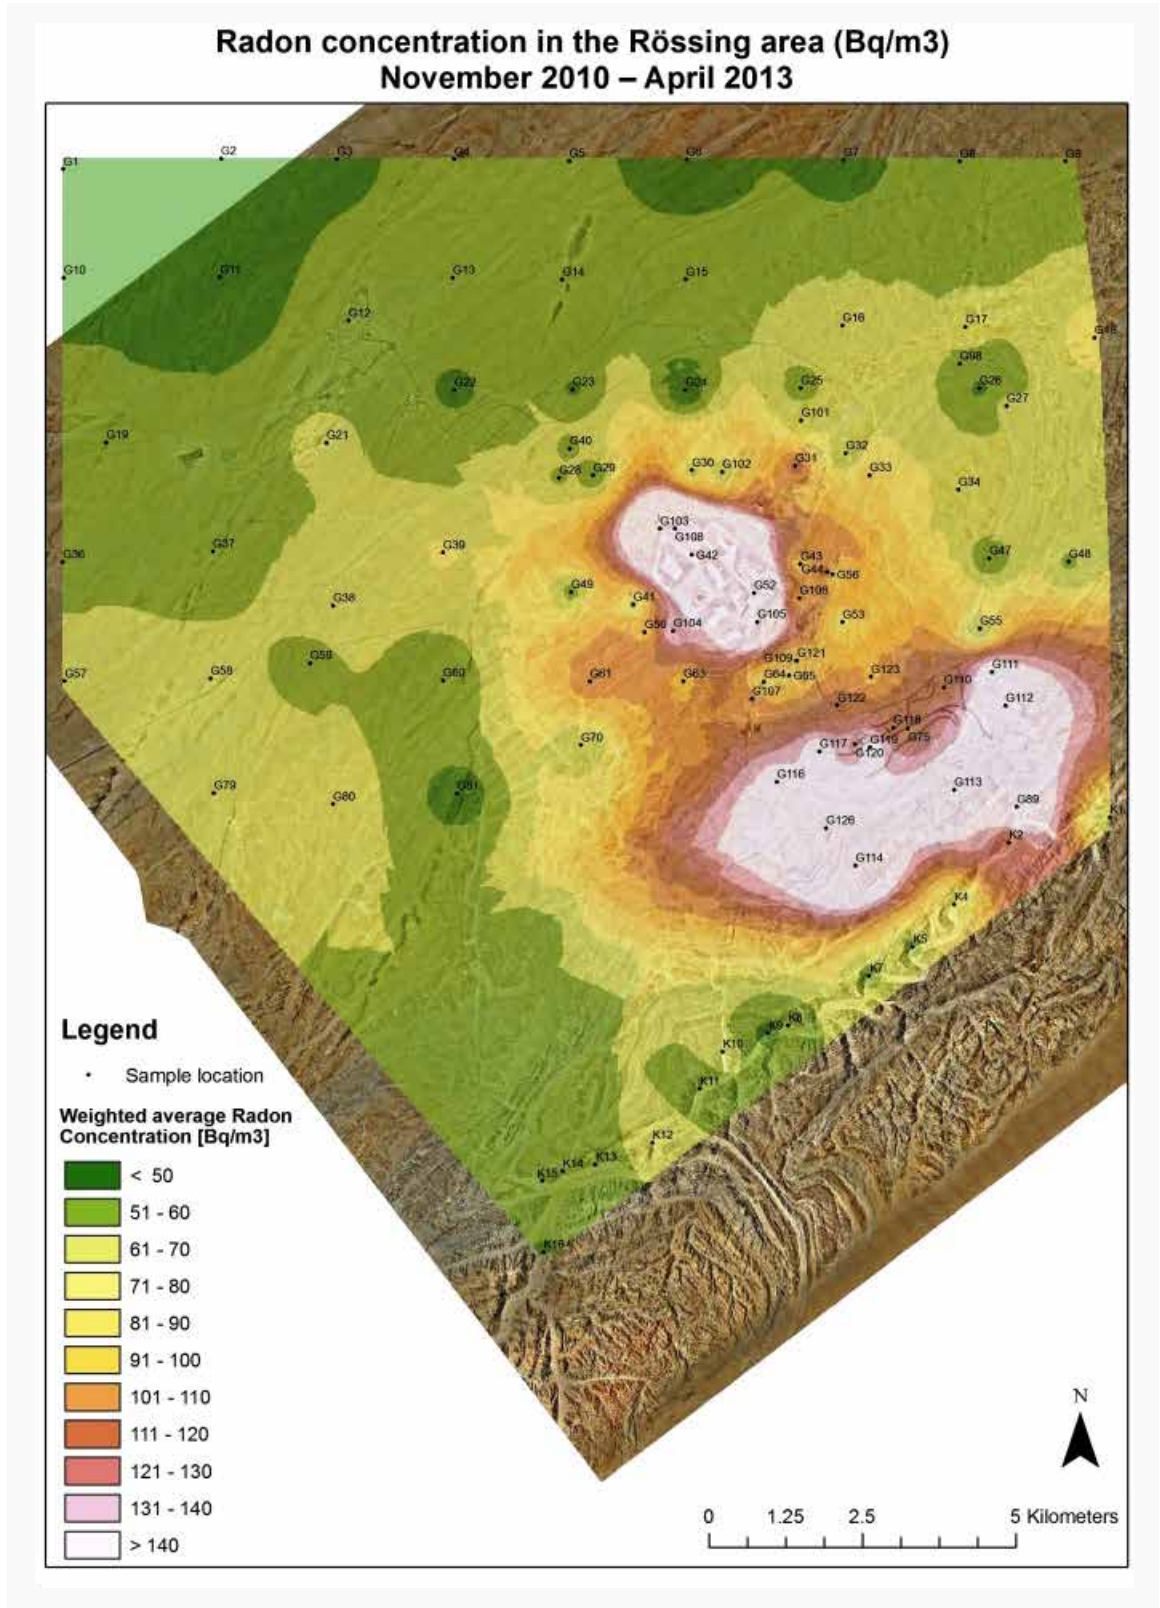 Radon concentration in the Rössing area (Bq/m3)
November 2010 – April 2013
G1
G2
G3
G4
G5
G6
G7
G8
G9
G10
G11
G13
G14
G15
G12
G16
G17
G98
G22
G23
G24
G25
G26
G27
G101
G19
G21
G40
G32
G28
G29
G30
G102
G31
G33
G34
G103
G108
G42
G36
G37
G39
G43
G44
G56
G47
G48
G49
G41
G52
G106
G38
G50
G104
G105
G53
G55
G59
G109
G121
G57
G58
G60
G61
G63
G64
G65
G123
G110
G111
G107
G122
G112
G70
G118
G117
G119
G75
G120
G116
G79
G80
G81
G113
G89
G126
K2
G114
K4
K5
K7
K9
K8
K10
K11
K12
K13
K14
K15
K16
Legend
Sample location
Weighted average Radon
Concentration [Bq/m3]
< 50
51 - 60
61 - 70
71 - 80
81 - 90
91 - 100
101 - 110
111 - 120
121 - 130
131 - 140
> 140
N
0 1.25 2.5 5 Kilometers